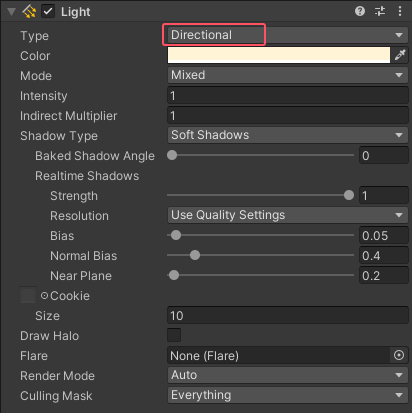 Light
Type Directional
Color
Mode Mixed
Intensity 1
Indirect Multiplier 1
Shadow Type Soft Shadows
Baked Shadow Angle 0
Realtime Shadows
Strength 1
Resolution Use Quality Settings
Bias 0.05
Normal Bias 0.4
Near Plane 0.2
Cookie
Size 10
Draw Halo
Flare None (Flare)
Render Mode Auto
Culling Mask Everything